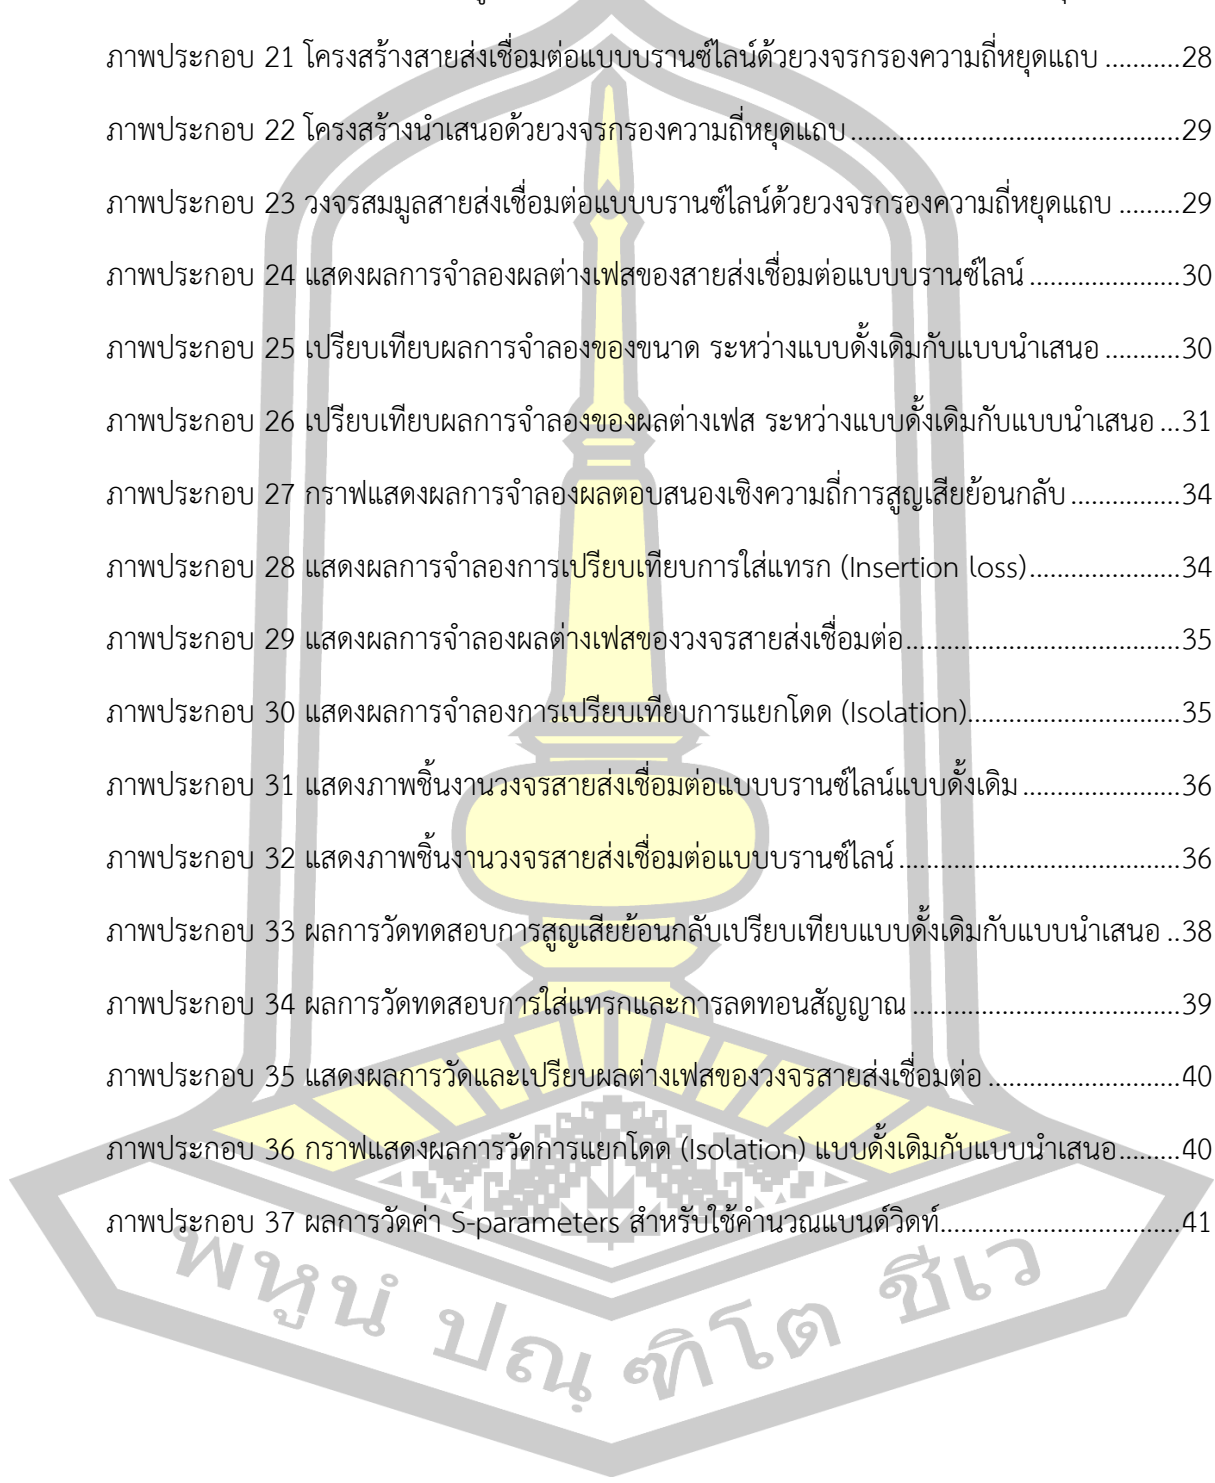 ภาพประกอบ 21 โครงสร้างสายส่งเชื่อมต่อแบบบรานซ์ไลน์ด้วยวงจรกรองความถี่หยุดแถบ ...........28
ภาพประกอบ 22 โครงสร้างนำเสนอด้วยวงจรกรองความถี่หยุดแถบ................................................29
ภาพประกอบ 23 วงจรสมมูลสายส่งเชื่อมต่อแบบบรานซ์ไลน์ด้วยวงจรกรองความถี่หยุดแถบ .........29
ภาพประกอบ 24 แสดงผลการจำลองผลต่างเฟสของสายส่งเชื่อมต่อแบบบรานซ์ไลน์ ......................30
ภาพประกอบ 25 เปรียบเทียบผลการจำลองของขนาด ระหว่างแบบดั้งเดิมกับแบบนำเสนอ ...........30
ภาพประกอบ 26 เปรียบเทียบผลการจำลองของผลต่างเฟส ระหว่างแบบดั้งเดิมกับแบบนำเสนอ ...31
ภาพประกอบ 27 กราฟแสดงผลการจำลองผลตอบสนองเชิงความถี่การสูญเสียย้อนกลับ ................34
ภาพประกอบ 28 แสดงผลการจำลองการเปรียบเทียบการใส่แทรก (Insertion loss)......................34
ภาพประกอบ 29 แสดงผลการจำลองผลต่างเฟสของวงจรสายส่งเชื่อมต่อ........................................35
ภาพประกอบ 30 แสดงผลการจำลองการเปรียบเทียบการแยกโดด (Isolation)...............................35
ภาพประกอบ 31 แสดงภาพชิ้นงานวงจรสายส่งเชื่อมต่อแบบบรานซ์ไลน์แบบดั้งเดิม .......................36
ภาพประกอบ 32 แสดงภาพชิ้นงานวงจรสายส่งเชื่อมต่อแบบบรานซ์ไลน์ .........................................36
ภาพประกอบ 33 ผลการวัดทดสอบการสูญเสียย้อนกลับเปรียบเทียบแบบดั้งเดิมกับแบบนำเสนอ ..38
ภาพประกอบ 34 ผลการวัดทดสอบการใส่แทรกและการลดทอนสัญญาณ .......................................39
ภาพประกอบ 35 แสดงผลการวัดและเปรียบผลต่างเฟสของวงจรสายส่งเชื่อมต่อ ............................40
ภาพประกอบ 36 กราฟแสดงผลการวัดการแยกโดด (Isolation) แบบดั้งเดิมกับแบบนำเสนอ.........40
ภาพประกอบ 37 ผลการวัดค่า S-parameters สำหรับใช้คำนวณแบนด์วิดท์...................................41
พหูนํ ปณฺฑิโต ชีเว